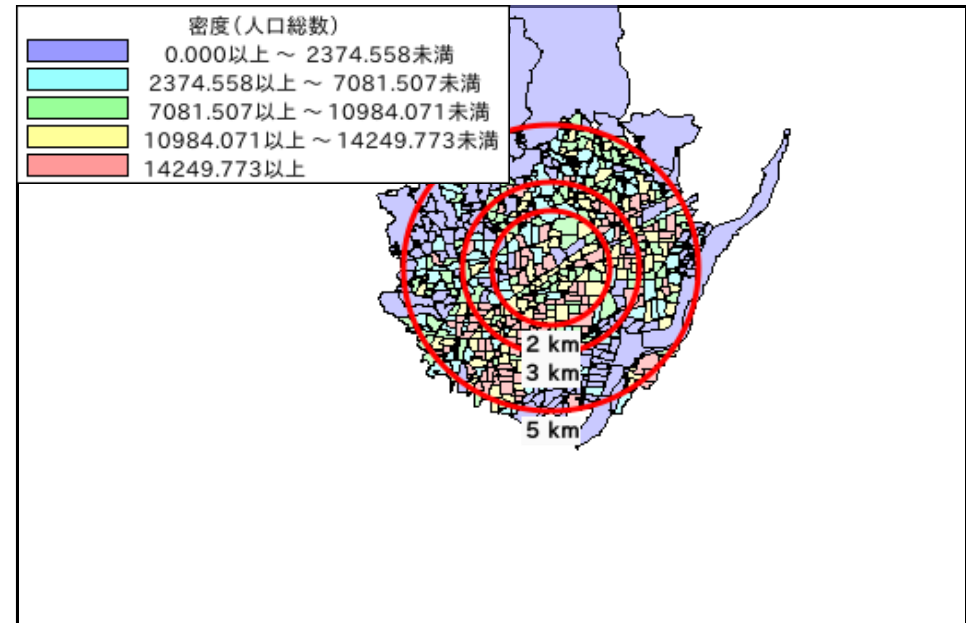 密度(人口総数)
0.000以上 ～ 2374.558未満
2374.558以上 ～ 7081.507未満
7081.507以上 ～ 10984.071未満
10984.071以上 ～ 14249.773未満
14249.773以上
2 km
3 km
5 km